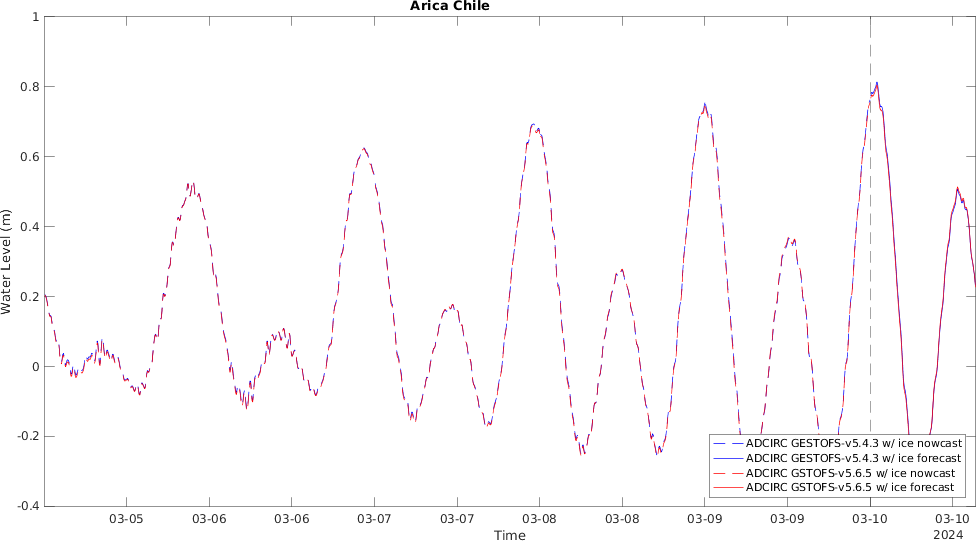 Arica Chile
1
0.8
0.6
0.4
0.2
0
-0.2
-0.4
Water Level (m)
ADCIRC GESTOFS-v5.4.3 w/ ice nowcast
ADCIRC GESTOFS-v5.4.3 w/ ice forecast
ADCIRC GSTOFS-v5.6.5 w/ ice nowcast
ADCIRC GSTOFS-v5.6.5 w/ ice forecast
03-05 03-06 03-06 03-07 03-07 03-08 03-08 03-09 03-09 03-10 03-10
2024
Time